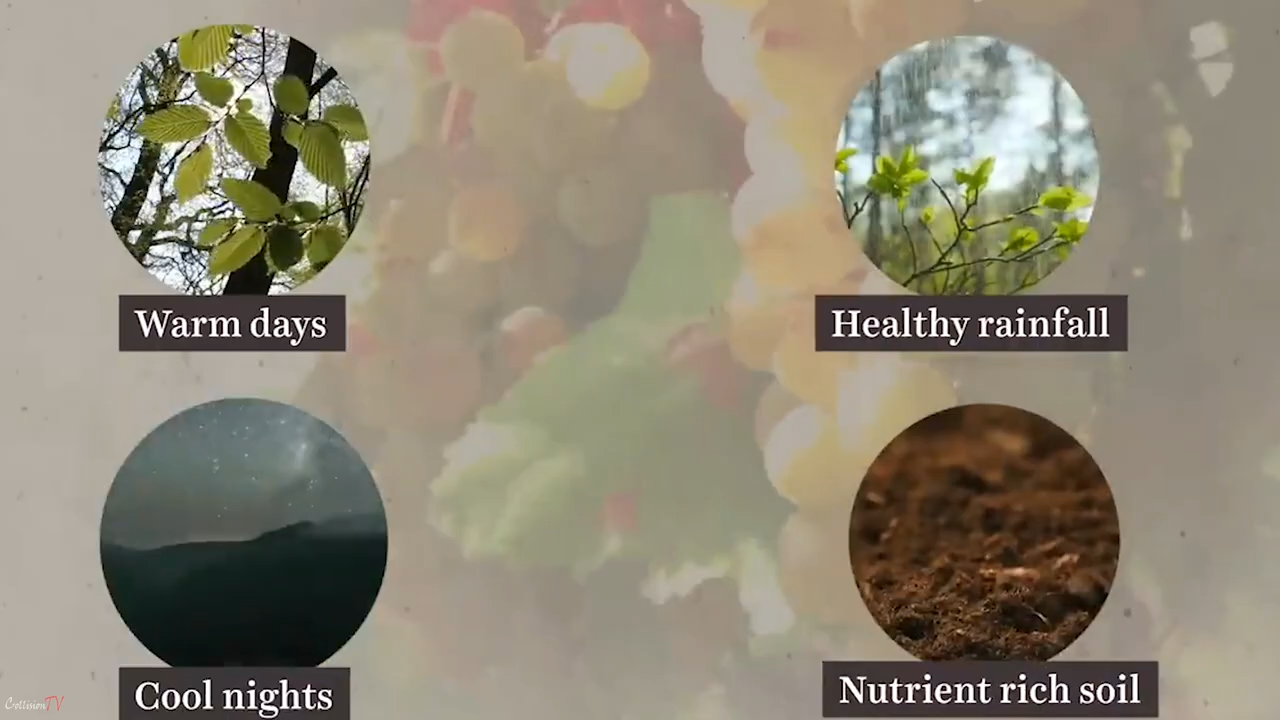 Warm days
Healthy rainfall
Cool nights
Nutrient rich soil
CollisionTV